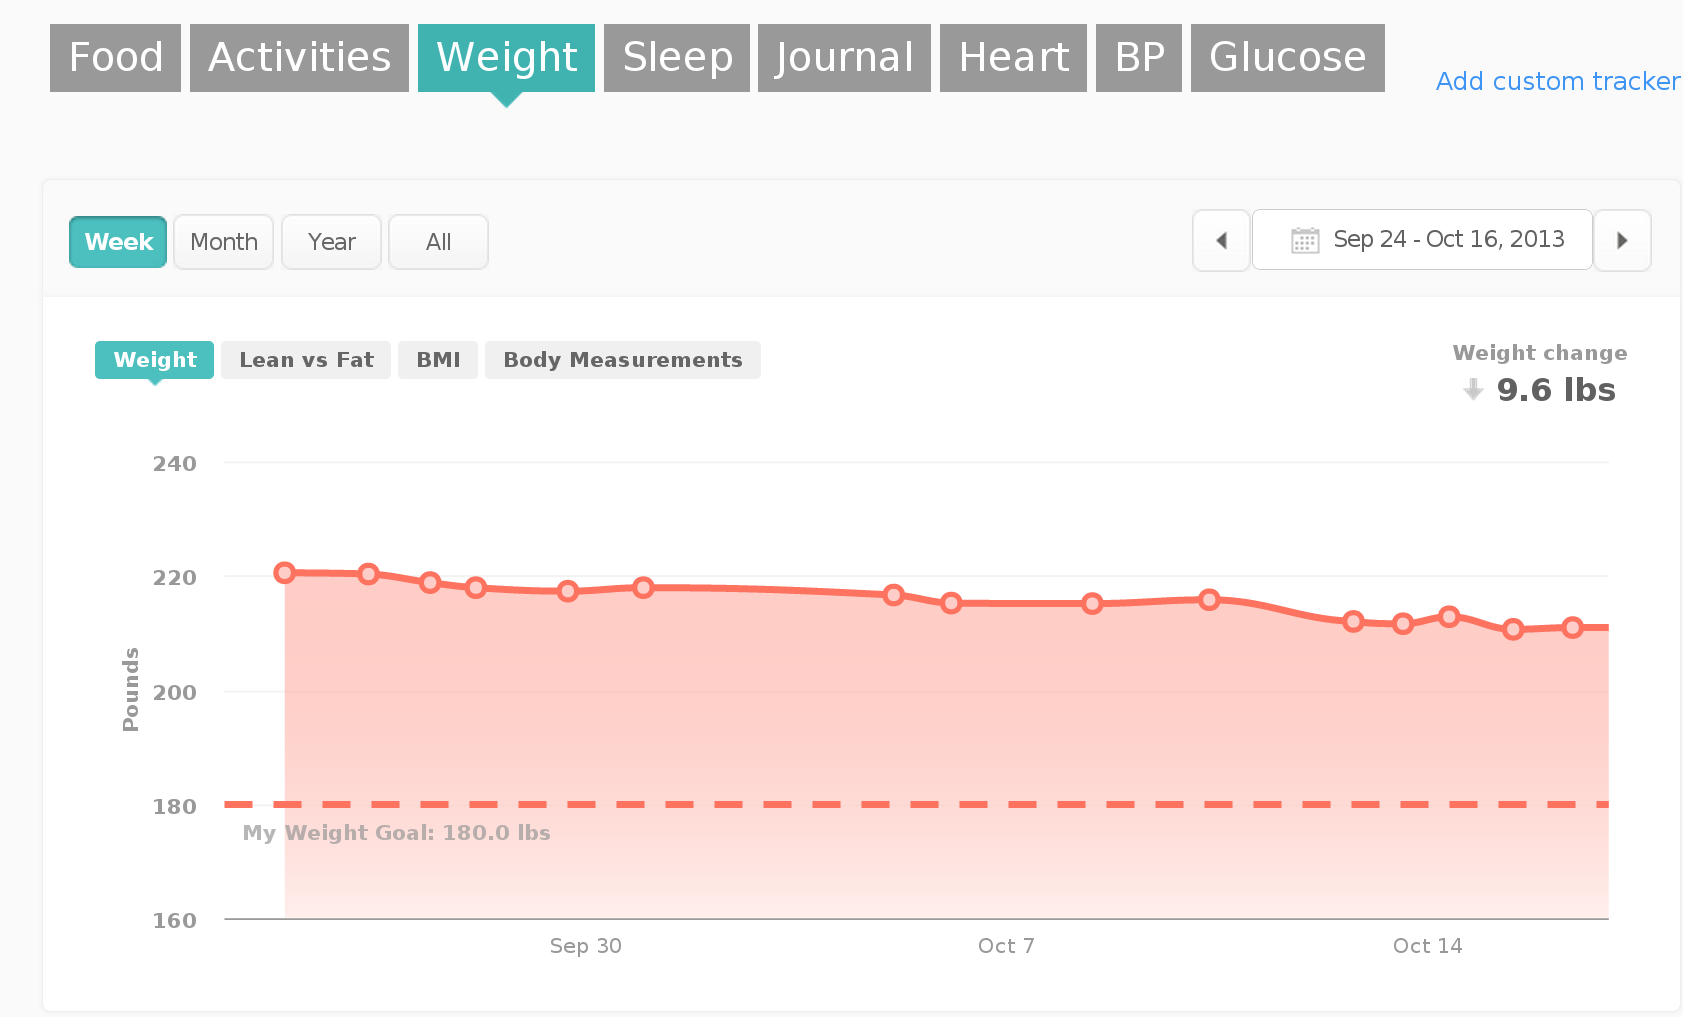 Food Activities Weight Sleep Journal Heart BP Glucose
Add custom tracker
Week Month Year All
Sep 24 - Oct 16, 2013
Weight Lean vs Fat BMI Body Measurements
Weight change
9.6 lbs
240
220
200
180
160
Pounds
My Weight Goal: 180.0 lbs
Sep 30 Oct 7 Oct 14